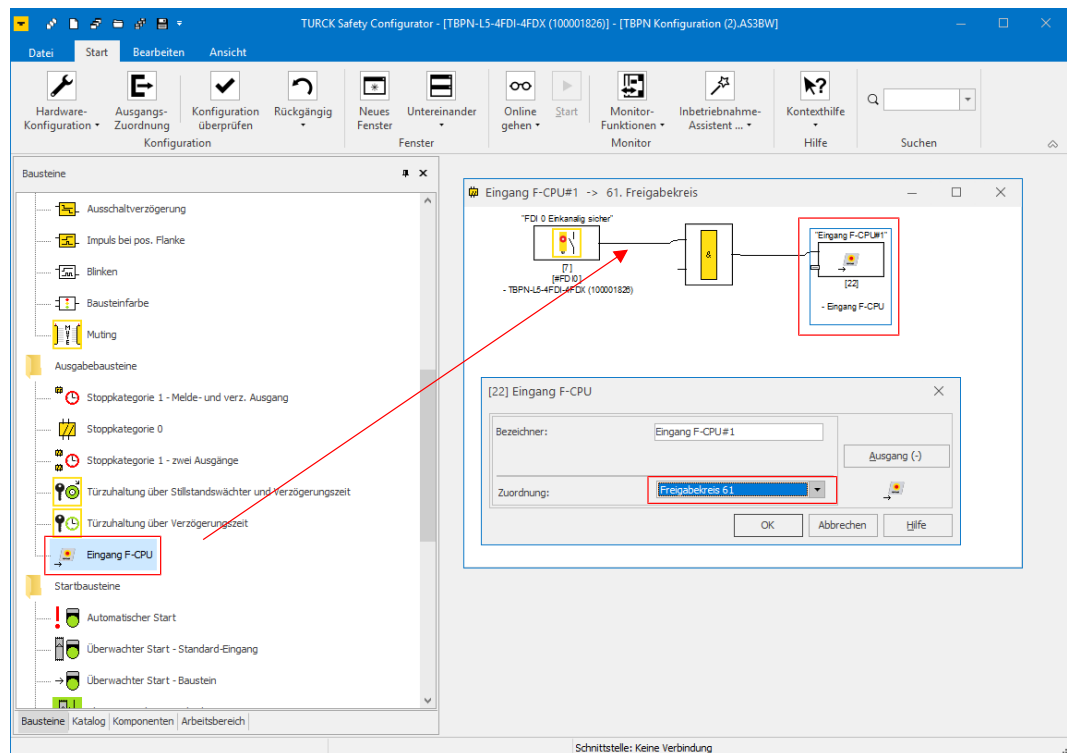 TURCK Safety Configurator - [TBPN-L5-4FDI-4FDX (100001826)] - [TBPN Konfiguration (2).AS3BW]
Datei Start Bearbeiten Ansicht
Hardware-Konfiguration
Ausgangs-Zuordnung
Konfiguration überprüfen
Rückgängig
Neues Fenster
Untereinander
Online gehen
Start
Monitor-Funktionen
Inbetriebnahme-Assistent ...
Kontexthilfe
Konfiguration Fenster Monitor Hilfe Suchen
Bausteine
Ausschaltverzögerung
Impuls bei pos. Flanke
Blinken
Bausteinfarbe
Muting
Ausgabebausteine
Stoppkategorie 1 - Melde- und verz. Ausgang
Stoppkategorie 0
Stoppkategorie 1 - zwei Ausgänge
Türzuhaltung über Stillstandswächter und Verzögerungszeit
Türzuhaltung über Verzögerungszeit
Eingang F-CPU
Startbausteine
Automatischer Start
Überwachter Start - Standard-Eingang
Überwachter Start - Baustein
Bausteine Katalog Komponenten Arbeitsbereich
Eingang F-CPU#1 -> 61. Freigabekreis
"FDI 0 Einkanalig sicher"
[7]
[#FDI0]
- TBPN-L5-4FDI-4FDX (100001826)
&
"Eingang F-CPU#1"
[22]
- Eingang F-CPU
[22] Eingang F-CPU
Bezeichner: Eingang F-CPU#1
Ausgang (-)
Zuordnung: Freigabekreis 61
OK Abbrechen Hilfe
Schnittstelle: Keine Verbindung